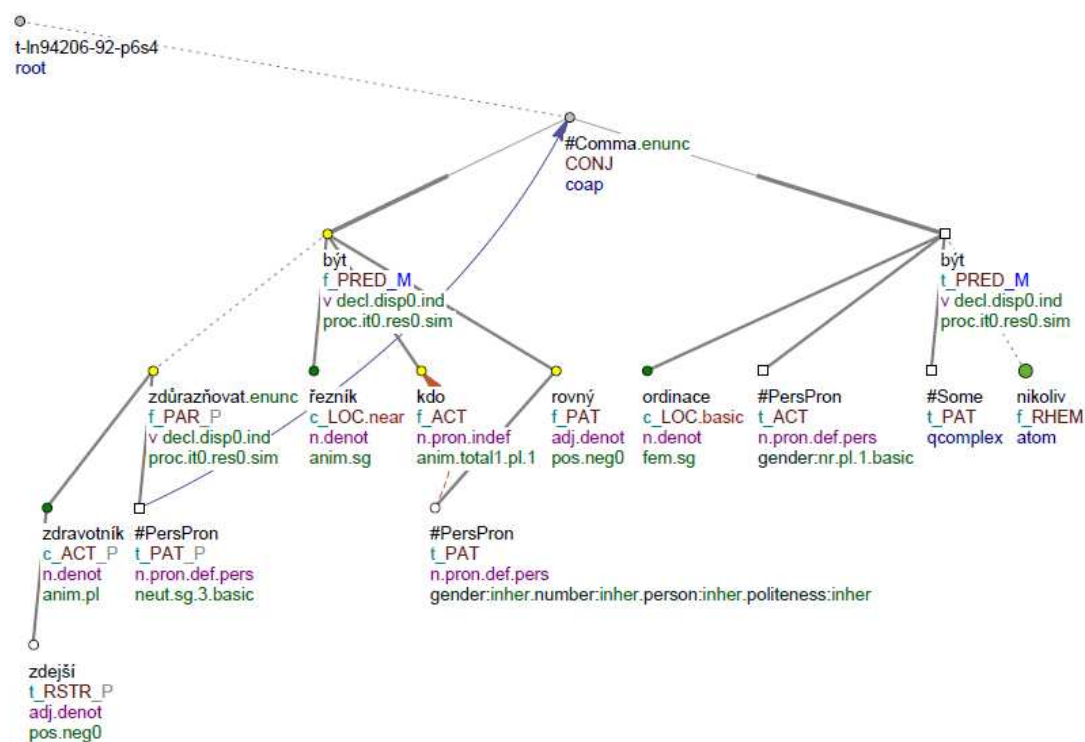 t-ln94206-92-p6s4
root
#Comma.enunc
CONJ
coap
být
f_PRED_M
v decl.disp0.ind
proc.it0.res0.sim
být
t_PRED_M
v decl.disp0.ind
proc.it0.res0.sim
zdůrazňovat.enunc
f_PAR_P
v decl.disp0.ind
proc.it0.res0.sim
řezník
c_LOC.near
n.denot
anim.sg
kdo
f_ACT
n.pron.indef
anim.total1.pl.1
rovný
f_PAT
adj.denot
pos.neg0
ordinace
c_LOC.basic
n.denot
fem.sg
#PersPron
t_ACT
n.pron.def.pers
gender:nr.pl.1.basic
#Some
t_PAT
qcomplex
nikoliv
f_RHEM
atom
zdravotník
c_ACT_P
n.denot
anim.pl
#PersPron
t_PAT_P
n.pron.def.pers
neut.sg.3.basic
#PersPron
t_PAT
n.pron.def.pers
gender:inher.number:inher.person:inher.politeness:inher
zdejší
t_RSTR_P
adj.denot
pos.neg0